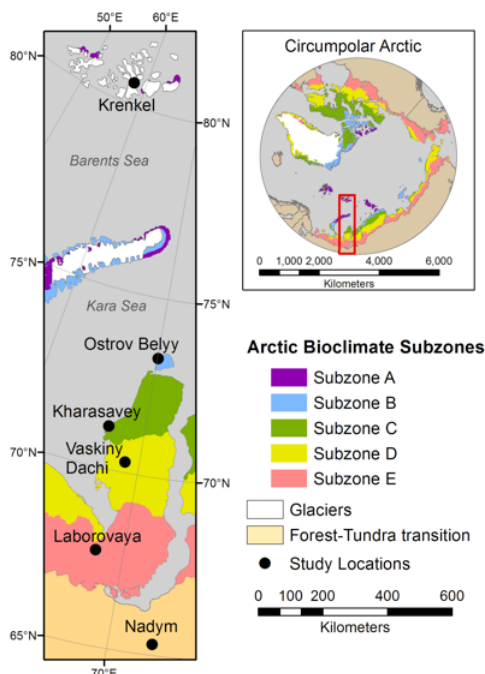 50°E
60°E
80°N
Krenkel
80°N
Barents Sea
75°N
Kara Sea
75°N
Ostrov Belyy
Kharasavey
Vaskiny
Dachi
70°N
70°N
Laborovaya
65°N
Nadym
70°E
Circumpolar Arctic
0 1,000 2,000 3,000 4,000 6,000
Kilometers
Arctic Bioclimate Subzones
Subzone A
Subzone B
Subzone C
Subzone D
Subzone E
Glaciers
Forest-Tundra transition
Study Locations
0 100 200 300 400 600
Kilometers